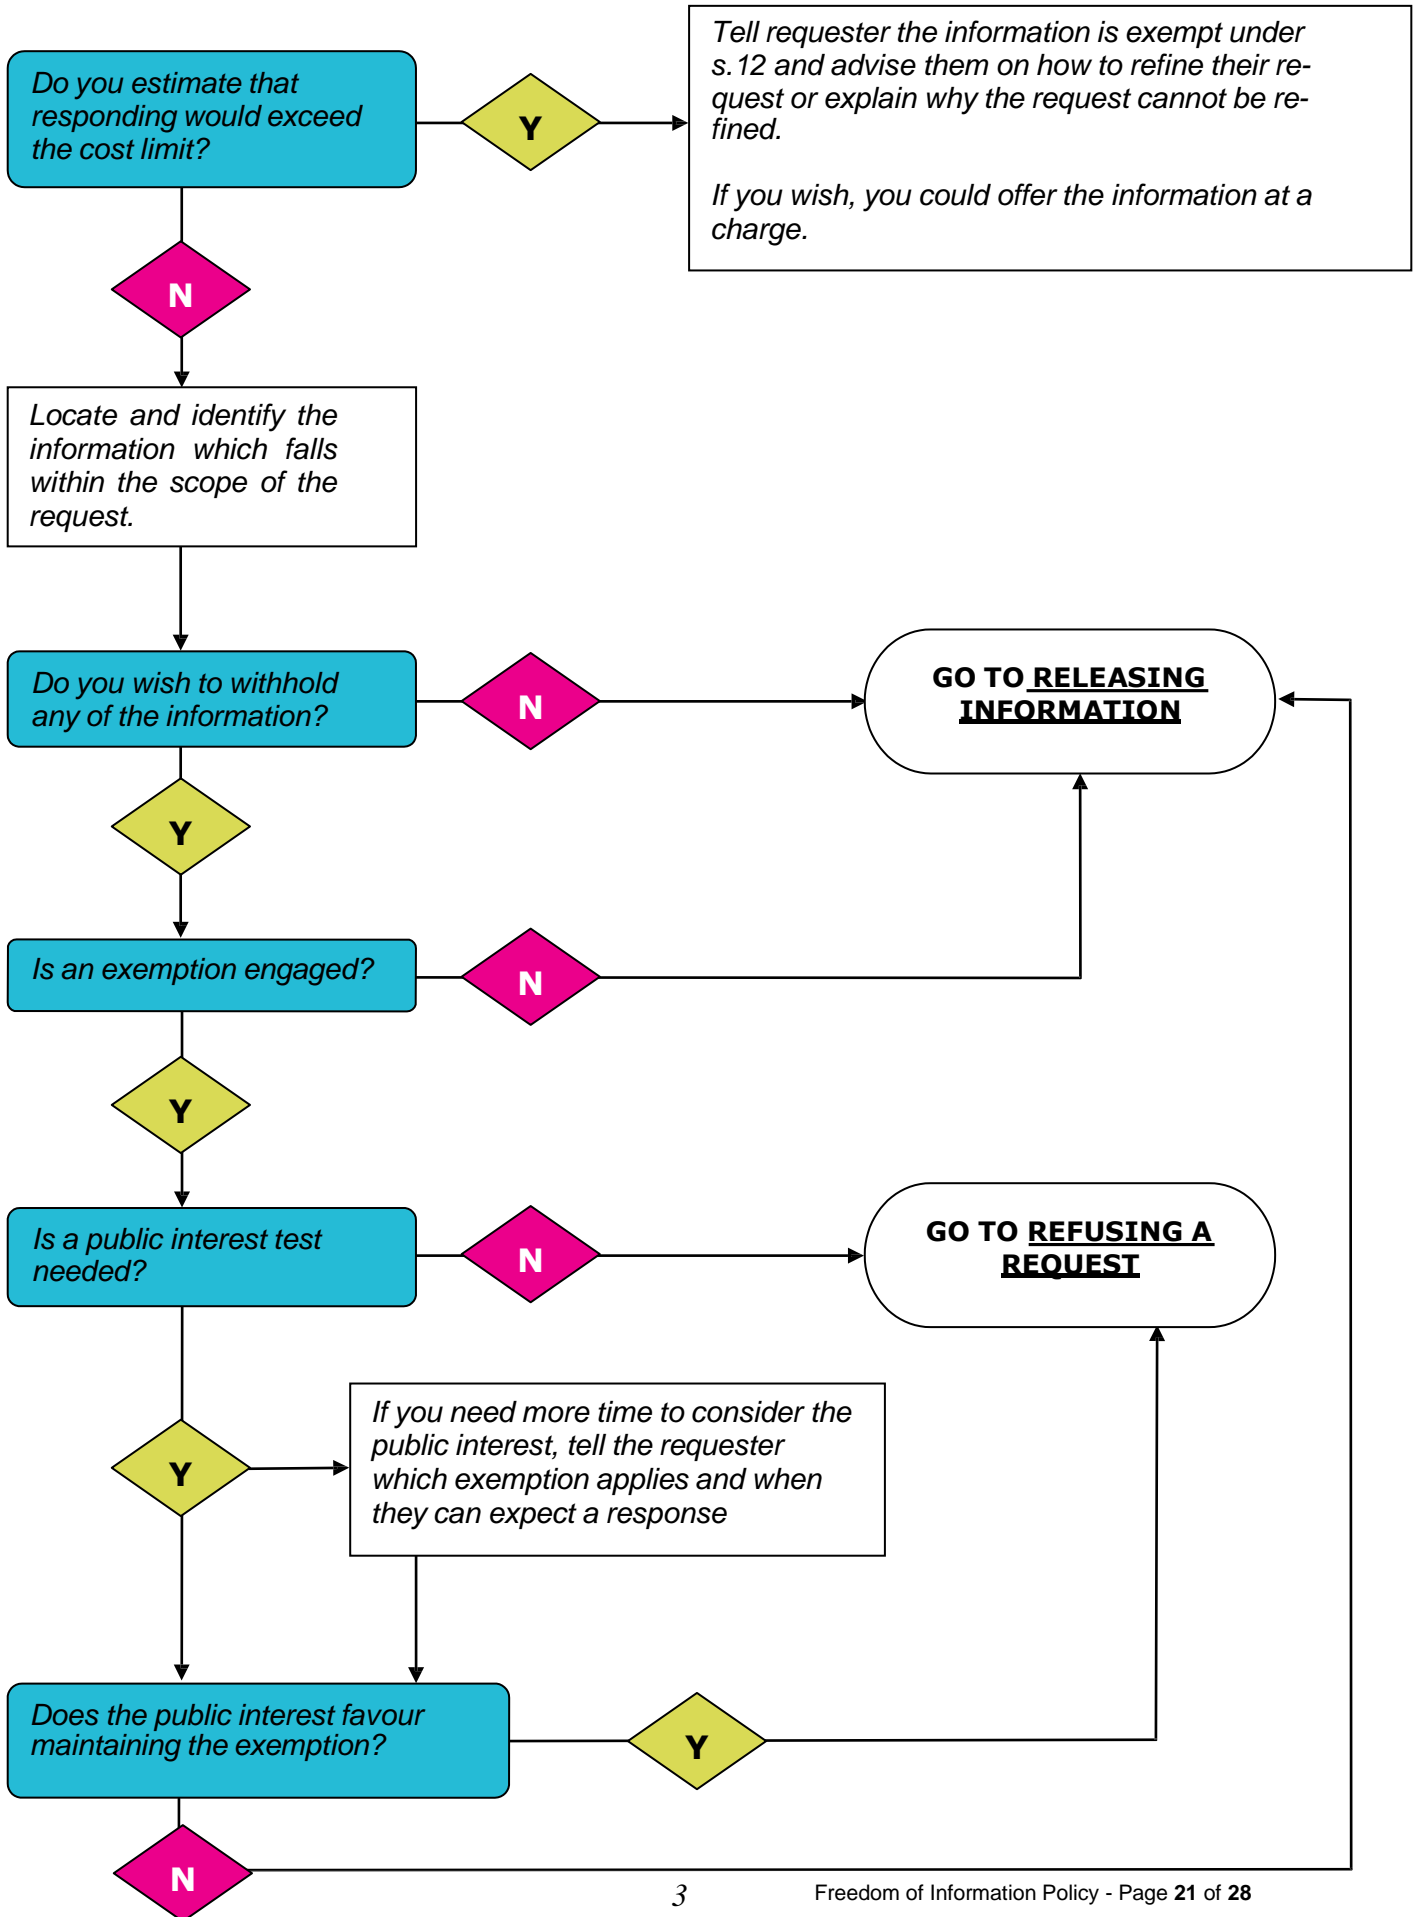 Do you estimate that
responding would exceed
the cost limit?
Y
Tell requester the information is exempt under
s.12 and advise them on how to refine their re-
quest or explain why the request cannot be re-
fined.
If you wish, you could offer the information at a
charge.
N
Locate and identify the
information which falls
within the scope of the
request.
Do you wish to withhold
any of the information?
N
GO TO RELEASING
INFORMATION
Y
Is an exemption engaged?
N
Y
Is a public interest test
needed?
N
GO TO REFUSING A
REQUEST
Y
If you need more time to consider the
public interest, tell the requester
which exemption applies and when
they can expect a response
Does the public interest favour
maintaining the exemption?
Y
N
3
Freedom of Information Policy - Page 21 of 28